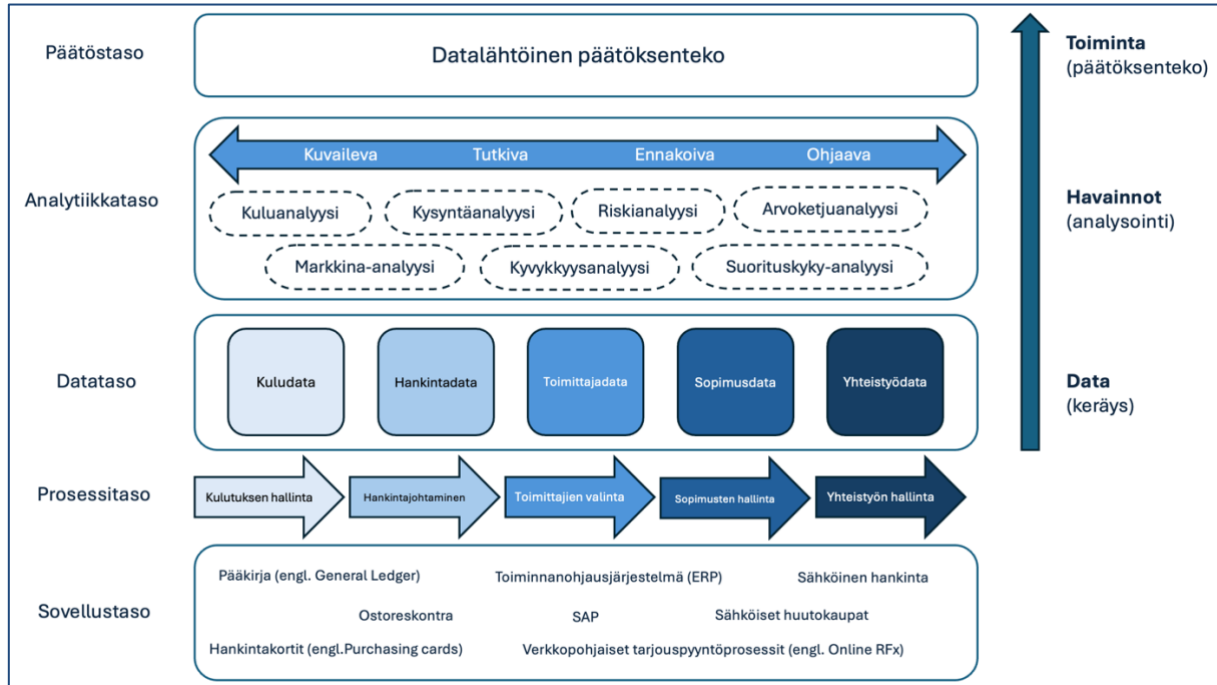 Päätöstaso
Datalähtöinen päätöksenteko
Toiminta
(päätöksenteko)
Analytiikkataso
Kuvaileva
Tutkiva
Ennakoiva
Ohjaava
Kuluanalyysi
Kysyntäanalyysi
Riskianalyysi
Arvoketjuanalyysi
Markkina-analyysi
Kyvykkyysanalyysi
Suorituskyky-analyysi
Havainnot
(analysointi)
Datataso
Kuludata
Hankintadata
Toimittajadata
Sopimusdata
Yhteistyödata
Data
(keräys)
Prosessitaso
Kulutuksen hallinta
Hankintajohtaminen
Toimittajien valinta
Sopimusten hallinta
Yhteistyön hallinta
Sovellustaso
Pääkirja (engl. General Ledger)
Toiminnanohjausjärjestelmä (ERP)
Sähköinen hankinta
Ostoreskontra
SAP
Sähköiset huutokaupat
Hankintakortit (engl.Purchasing cards)
Verkkopohjaiset tarjouspyyntöprosessit (engl. Online RFx)